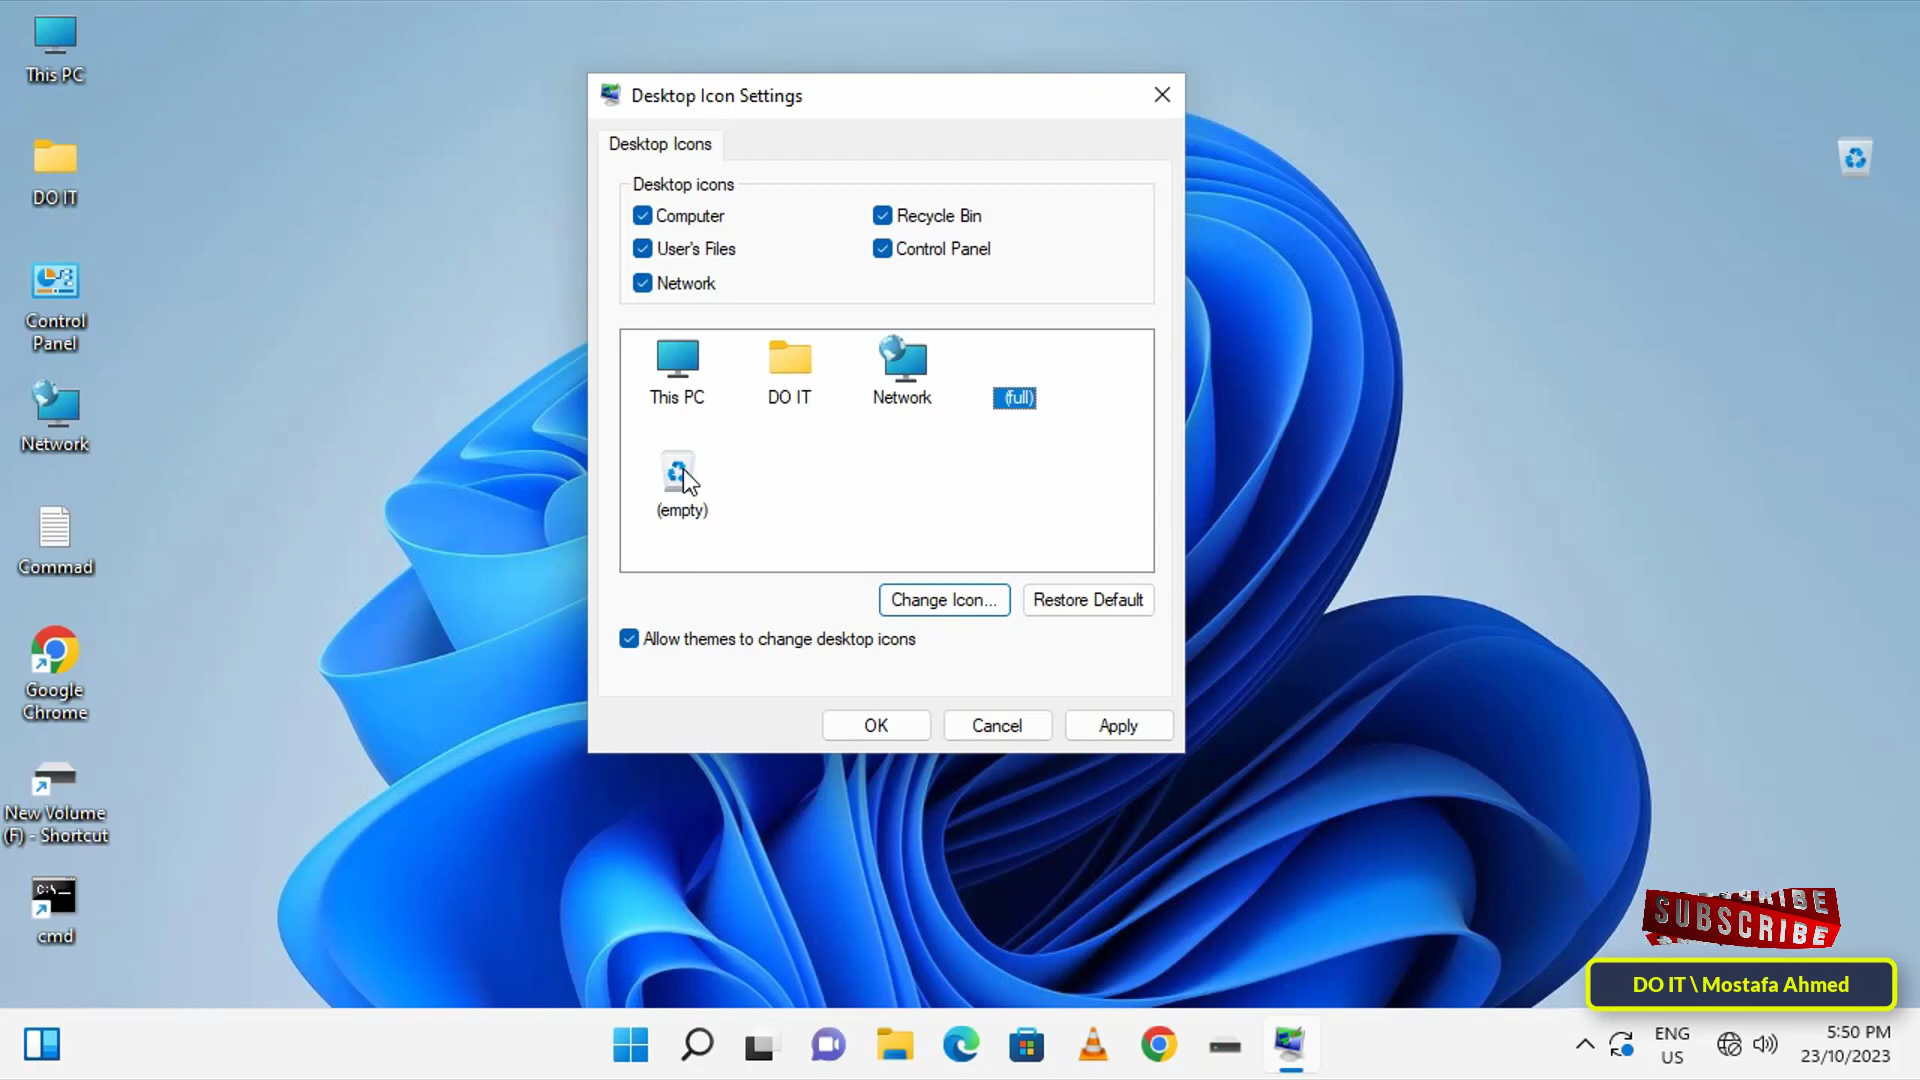 This PC
DO IT
Control
Panel
Network
Commad
Google
Chrome
New Volume
(F) - Shortcut
C:\
cmd
Desktop Icon Settings
Desktop Icons
Desktop icons
Computer
Recycle Bin
User's Files
Control Panel
Network
This PC
DO IT
Network
(full)
(empty)
Change Icon...
Restore Default
Allow themes to change desktop icons
OK
Cancel
Apply
SUBSCRIBE
DO IT \ Mostafa Ahmed
ENG
US
5:50 PM
23/10/2023